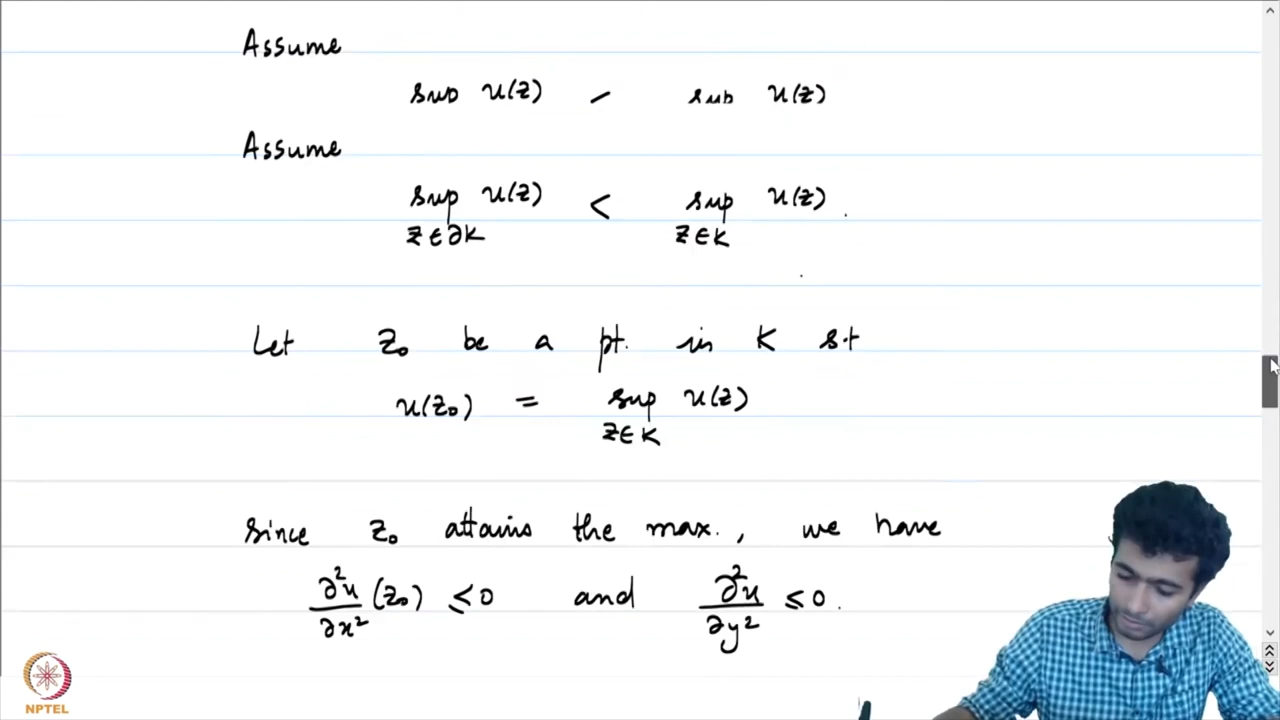 Assume
sup u(z) sub u(z)
Assume
sup u(z) < sup u(z).
z∈∂K z∈K
Let z₀ be a pt. in K s.t
u(z₀) = sup u(z)
z∈K
since z₀ attains the max., we have
∂²u/∂x² (z₀) ≤0 and ∂²u/∂y² ≤0.
NPTEL